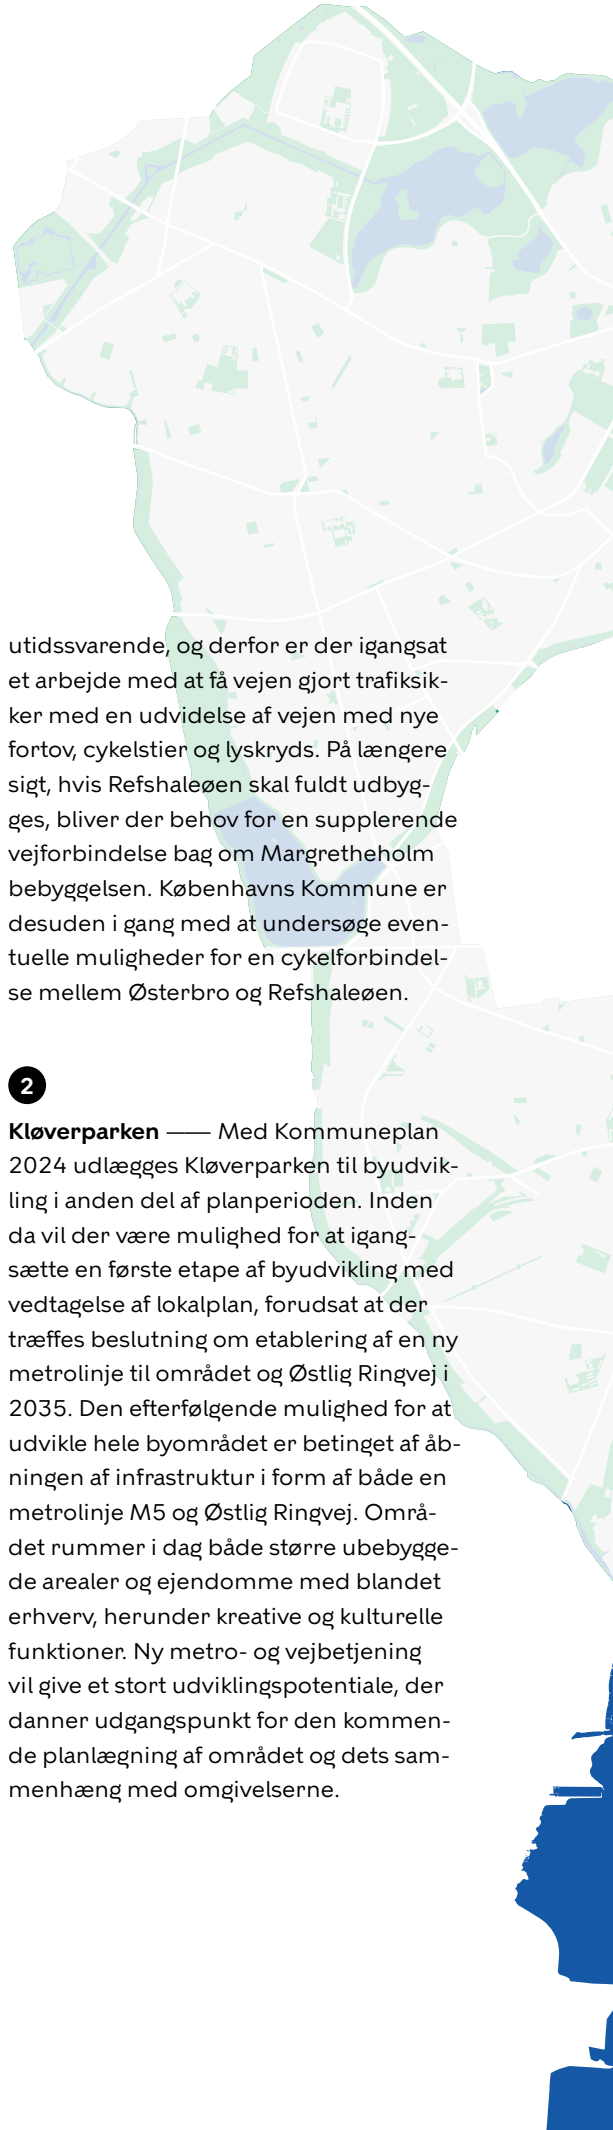 utidssvarende, og derfor er der igangsat
et arbejde med at få vejen gjort trafiksik-
ker med en udvidelse af vejen med nye
fortov, cykelstier og lyskryds. På længere
sigt, hvis Refshaleøen skal fuldt udbyg-
ges, bliver der behov for en supplerende
vejforbindelse bag om Margretheholm
bebyggelsen. Københavns Kommune er
desuden i gang med at undersøge even-
tuelle muligheder for en cykelforbindel-
se mellem Østerbro og Refshaleøen.
2
Kløverparken —— Med Kommuneplan
2024 udlægges Kløverparken til byudvik-
ling i anden del af planperioden. Inden
da vil der være mulighed for at igang-
sætte en første etape af byudvikling med
vedtagelse af lokalplan, forudsat at der
træffes beslutning om etablering af en ny
metrolinje til området og Østlig Ringvej i
2035. Den efterfølgende mulighed for at
udvikle hele byområdet er betinget af åb-
ningen af infrastruktur i form af både en
metrolinje M5 og Østlig Ringvej. Områ-
det rummer i dag både større ubebygge-
de arealer og ejendomme med blandet
erhverv, herunder kreative og kulturelle
funktioner. Ny metro- og vejbetjening
vil give et stort udviklingspotentiale, der
danner udgangspunkt for den kommen-
de planlægning af området og dets sam-
menhæng med omgivelserne.